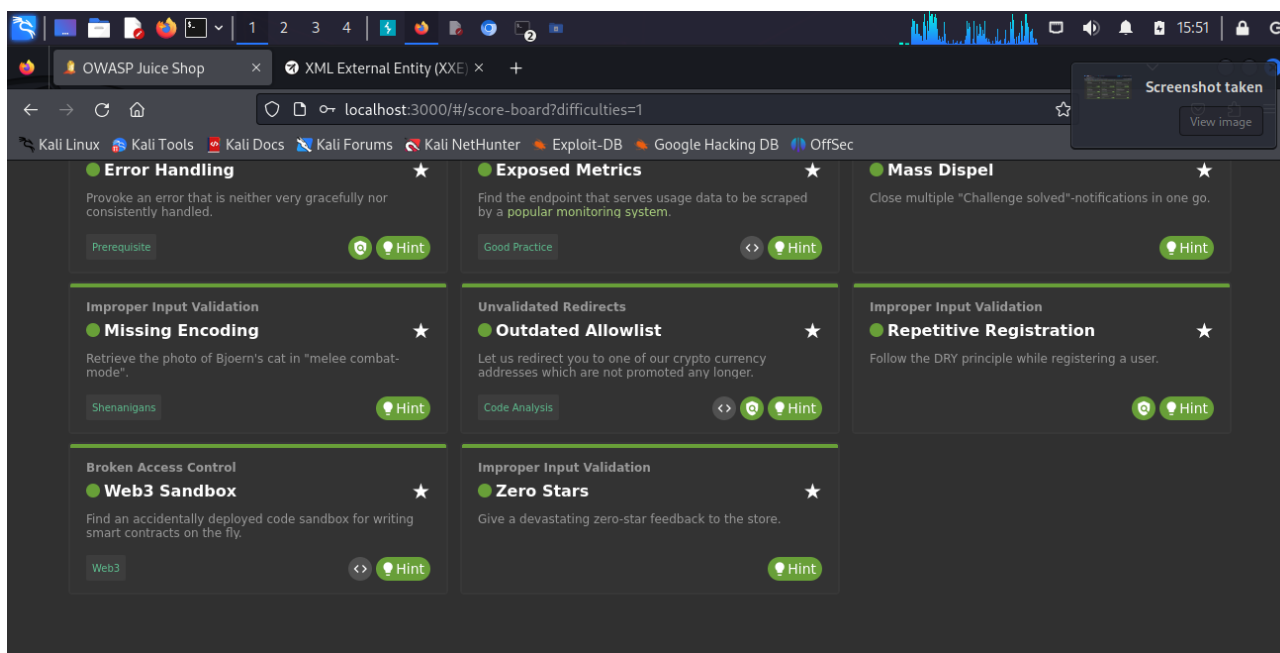 1 2 3 4
2
15:51
G
OWASP Juice Shop
XML External Entity (XXE)
Screenshot taken
View image
localhost:3000/#/score-board?difficulties=1
Kali Linux Kali Tools Kali Docs Kali Forums Kali NetHunter Exploit-DB Google Hacking DB OffSec
Error Handling
Provoke an error that is neither very gracefully nor
consistently handled.
Prerequisite
Hint
Exposed Metrics
Find the endpoint that serves usage data to be scraped
by a popular monitoring system.
Good Practice
<> Hint
Mass Dispel
Close multiple "Challenge solved"-notifications in one go.
Hint
Improper Input Validation
Missing Encoding
Retrieve the photo of Bjoern's cat in "melee combat-
mode".
Shenanigans
Hint
Unvalidated Redirects
Outdated Allowlist
Let us redirect you to one of our crypto currency
addresses which are not promoted any longer.
Code Analysis
<> Hint
Improper Input Validation
Repetitive Registration
Follow the DRY principle while registering a user.
Hint
Broken Access Control
Web3 Sandbox
Find an accidentally deployed code sandbox for writing
smart contracts on the fly.
Web3
<> Hint
Improper Input Validation
Zero Stars
Give a devastating zero-star feedback to the store.
Hint